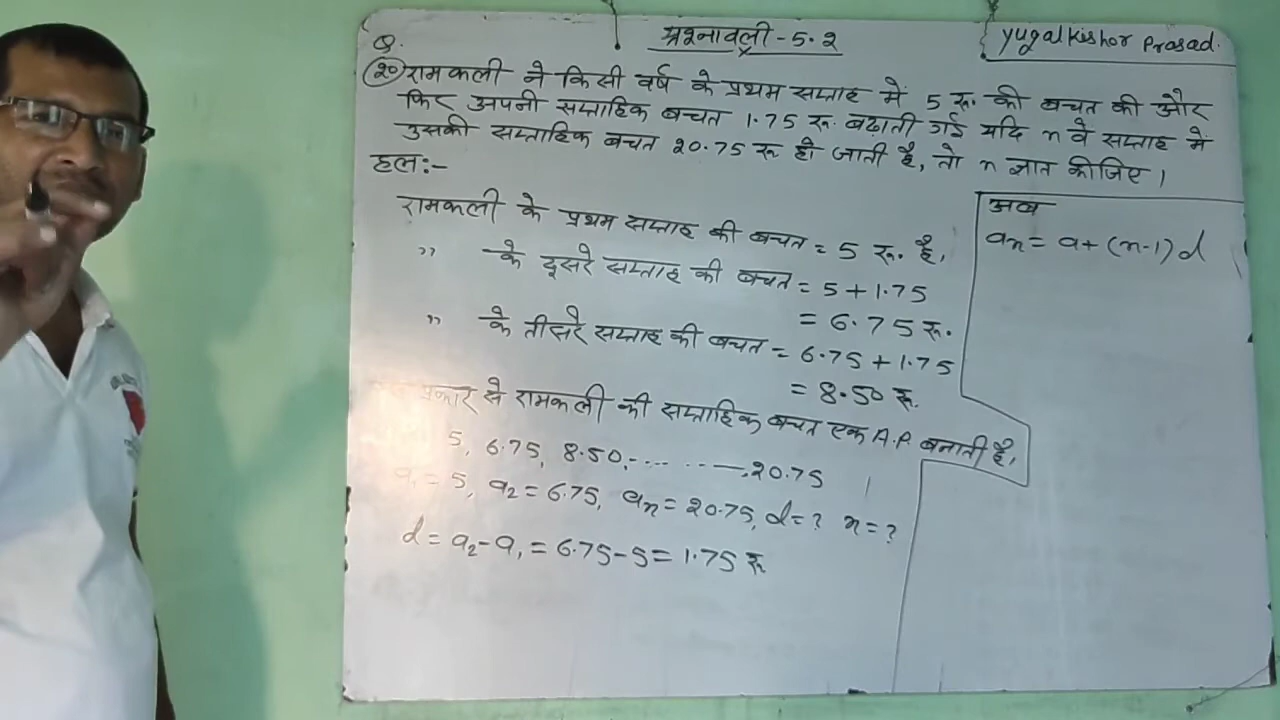 प्रश्नावली-5.2
Yugal Kishor Prasad.
Q.
20 रामकली ने किसी वर्ष के प्रथम सप्ताह में 5 रू. की बचत की और
फिर अपनी सप्ताहिक बचत 1.75 रू. बढ़ाती गई यदि n वे सप्ताह में
उसकी सप्ताहिक बचत 20.75 रू हो जाती है, तो n ज्ञात कीजिए।
हल:-
रामकली के प्रथम सप्ताह की बचत = 5 रू. है,
" के दूसरे सप्ताह की बचत = 5 + 1.75
= 6.75 रू.
" के तीसरे सप्ताह की बचत = 6.75 + 1.75
= 8.50 रू.
प्रकार से रामकली की सप्ताहिक बचत एक A.P बनाती है,
5, 6.75, 8.50, ... ... —, 20.75
a₁ = 5, a₂ = 6.75, aₙ = 20.75, d = ? n = ?
d = a₂ - a₁ = 6.75 - 5 = 1.75 रू
अब
aₙ = a + (n-1) d